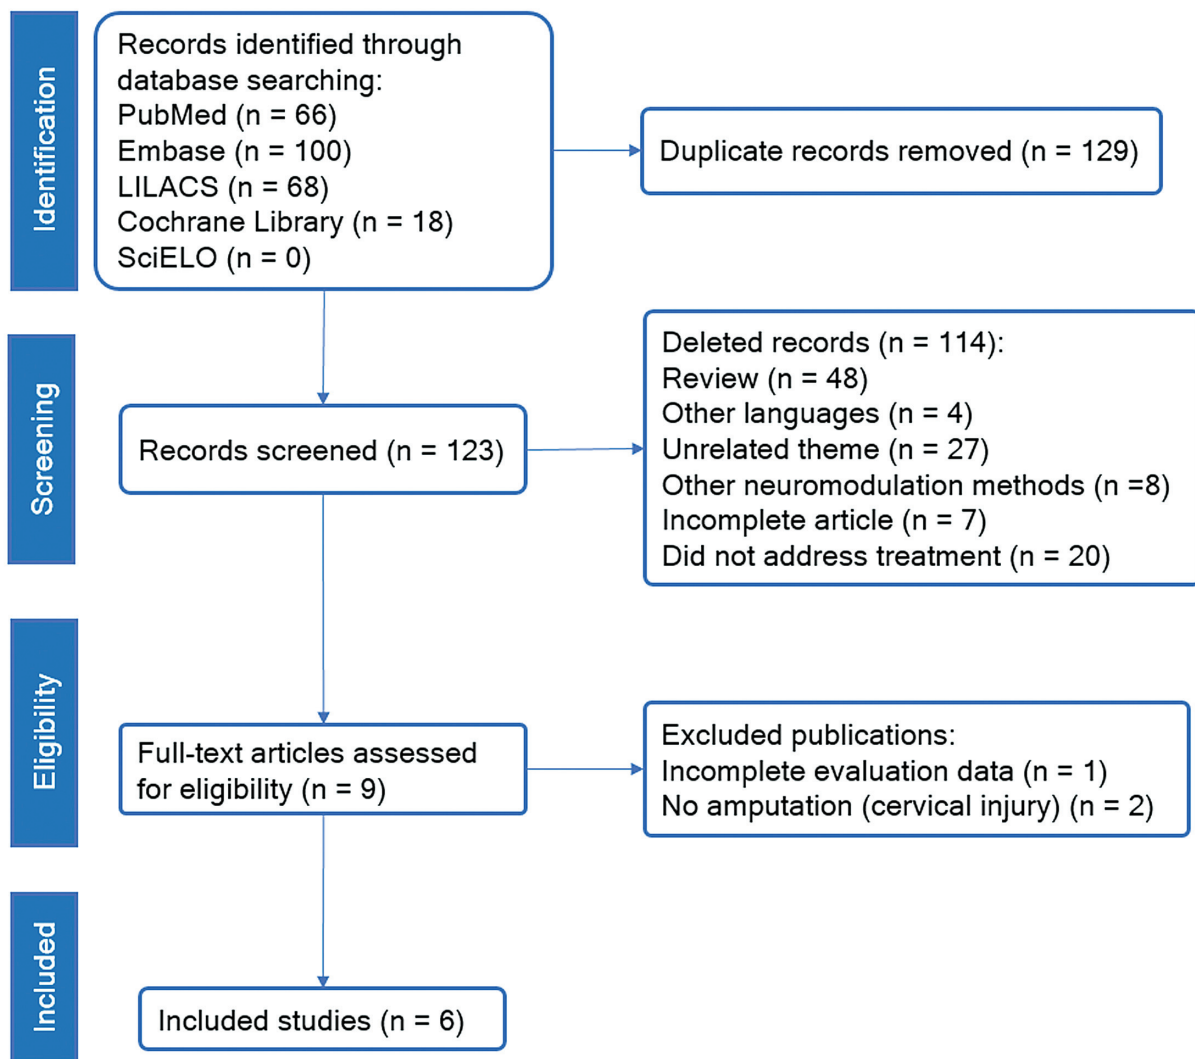 Identification
Records identified through
database searching:
PubMed (n = 66)
Embase (n = 100)
LILACS (n = 68)
Cochrane Library (n = 18)
SciELO (n = 0)
Duplicate records removed (n = 129)
Screening
Records screened (n = 123)
Deleted records (n = 114):
Review (n = 48)
Other languages (n = 4)
Unrelated theme (n = 27)
Other neuromodulation methods (n =8)
Incomplete article (n = 7)
Did not address treatment (n = 20)
Eligibility
Full-text articles assessed
for eligibility (n = 9)
Excluded publications:
Incomplete evaluation data (n = 1)
No amputation (cervical injury) (n = 2)
Included
Included studies (n = 6)